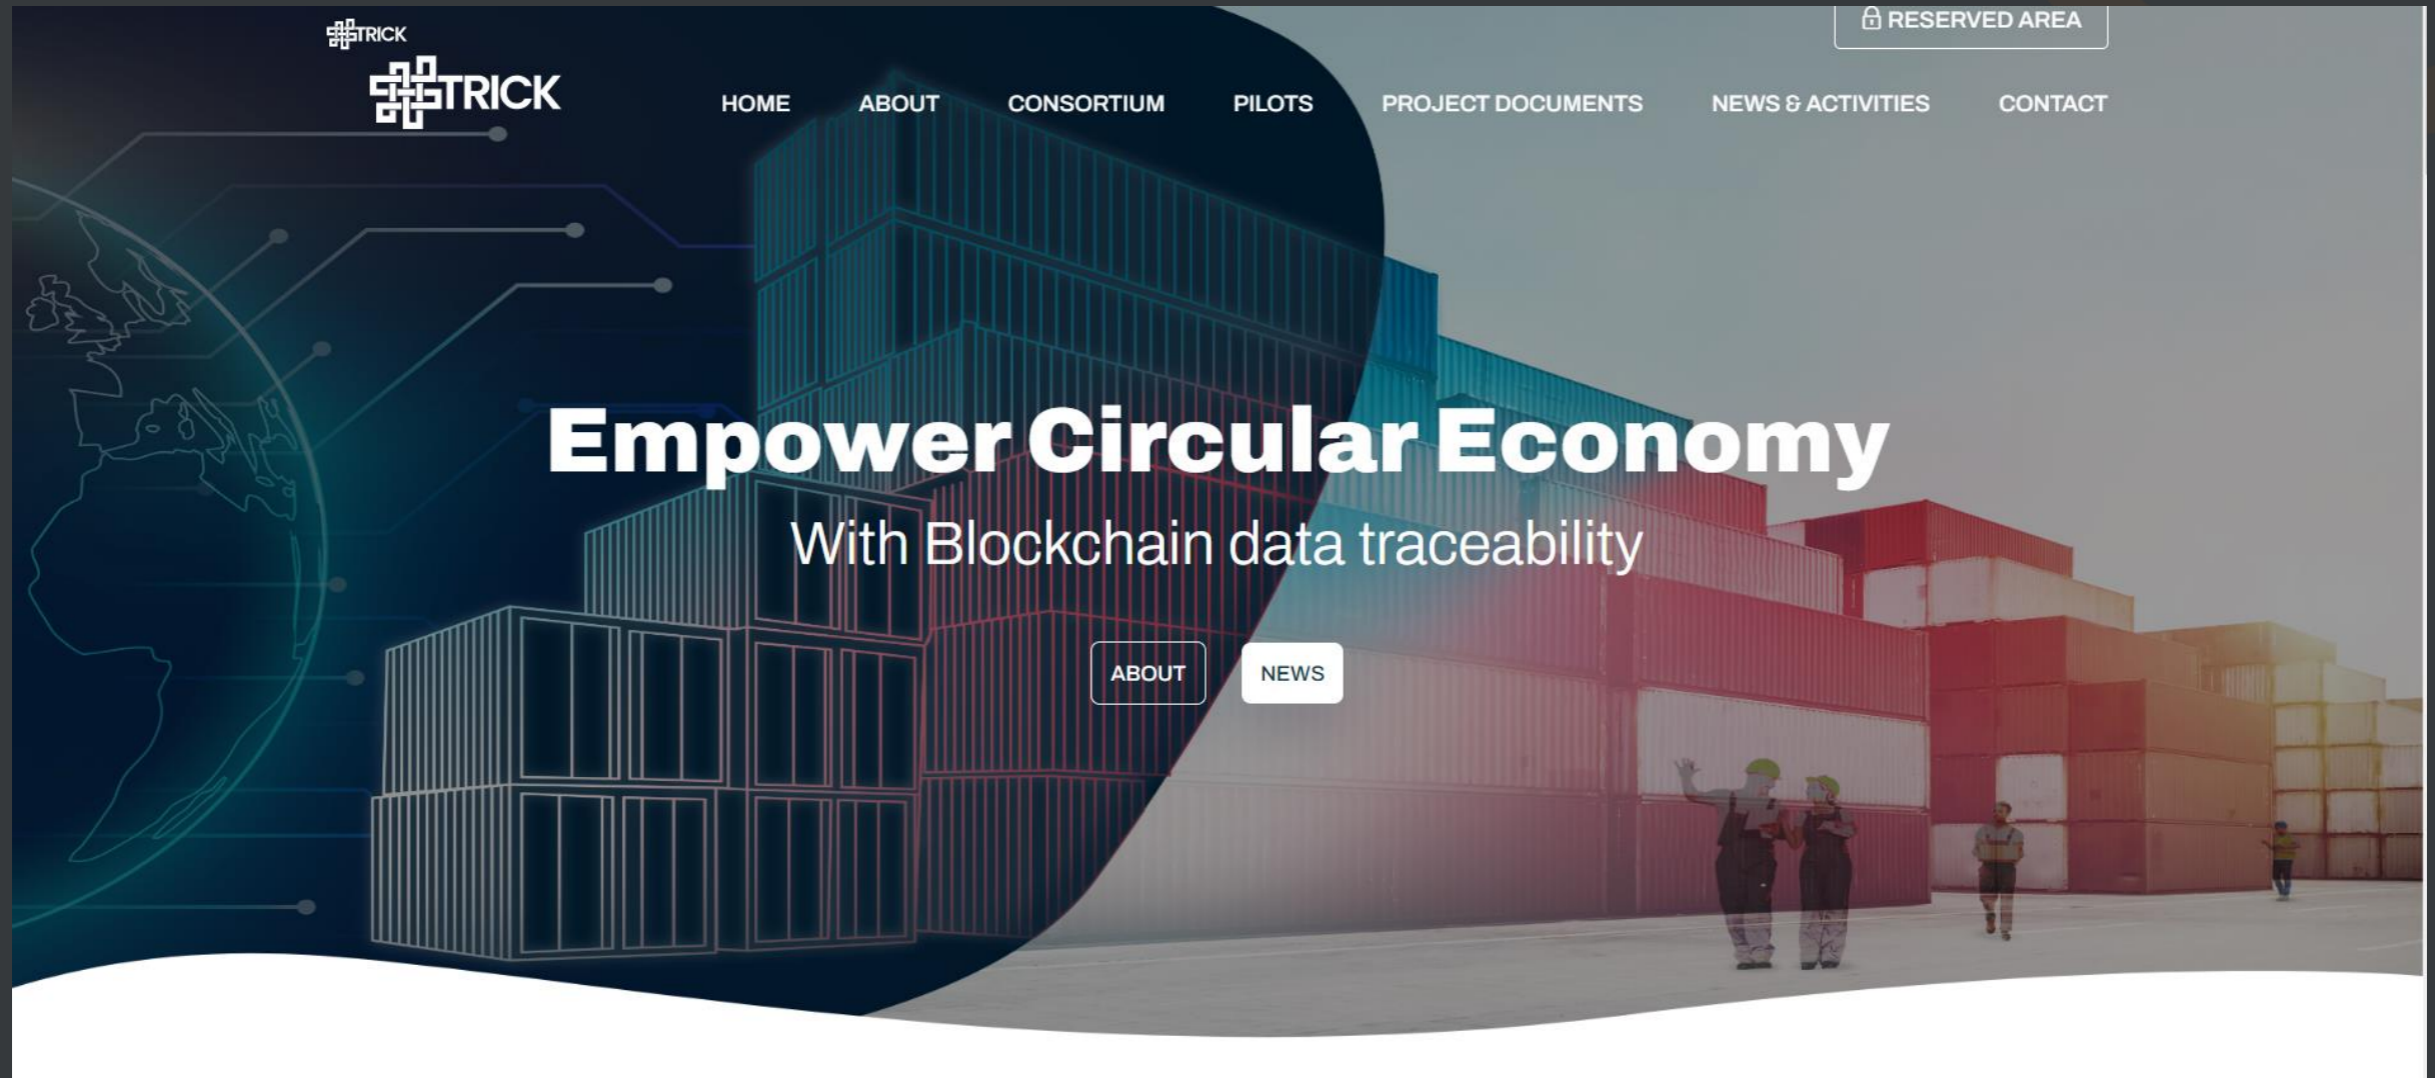 TRICK
RESERVED AREA
TRICK
HOME ABOUT CONSORTIUM PILOTS PROJECT DOCUMENTS NEWS & ACTIVITIES CONTACT
Empower Circular Economy
With Blockchain data traceability
ABOUT NEWS